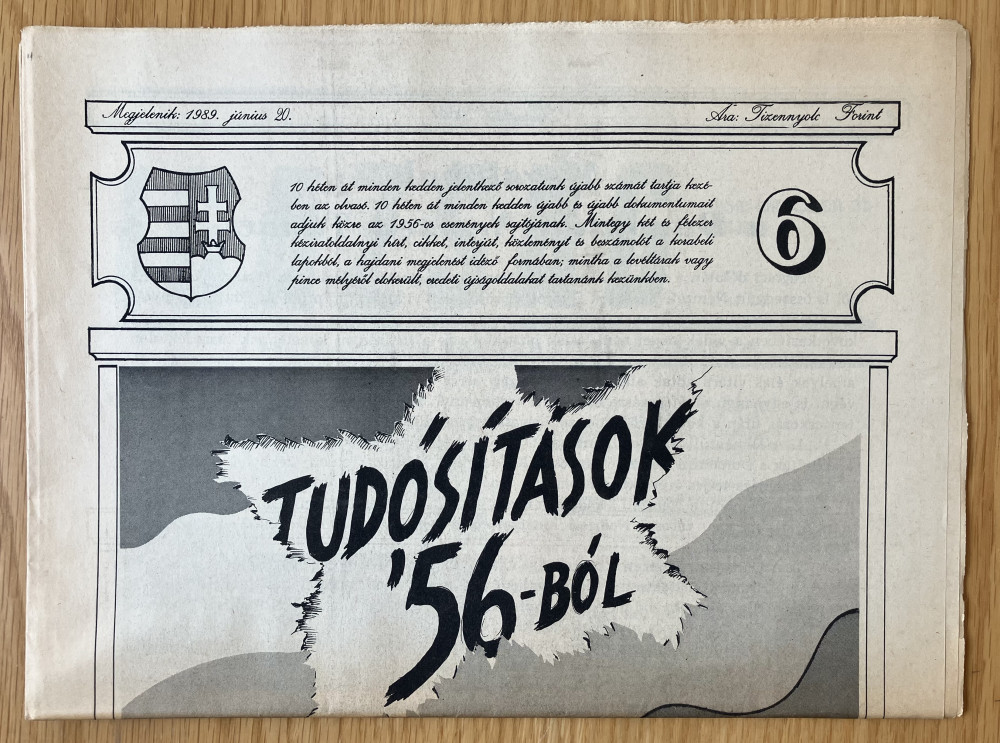 Megjelenik: 1989. június 20.
Ára: Tizennyolc Forint
10 héten át minden kedden jelentkező sorozatunk újabb számát tartja kezé-
ben az olvasó. 10 héten át minden kedden újabb és újabb dokumentumait
adjuk közre az 1956-os események sajtójának. Mintegy két és félezer
kéziratoldalnyi hírt, cikket, interjút, közleményt és beszámolót a korabeli
lapokból, a hajdani megjelenést idéző formában; mintha a levéltárak vagy
pince mélyéről előkerült, eredeti újságoldalakat tartanánk kezünkben.
6
TUDÓSÍTÁSOK
'56-BÓL